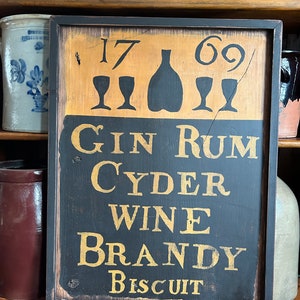 17 69
GIN RUM
CYDER
WINE
BRANDY
BISCUIT